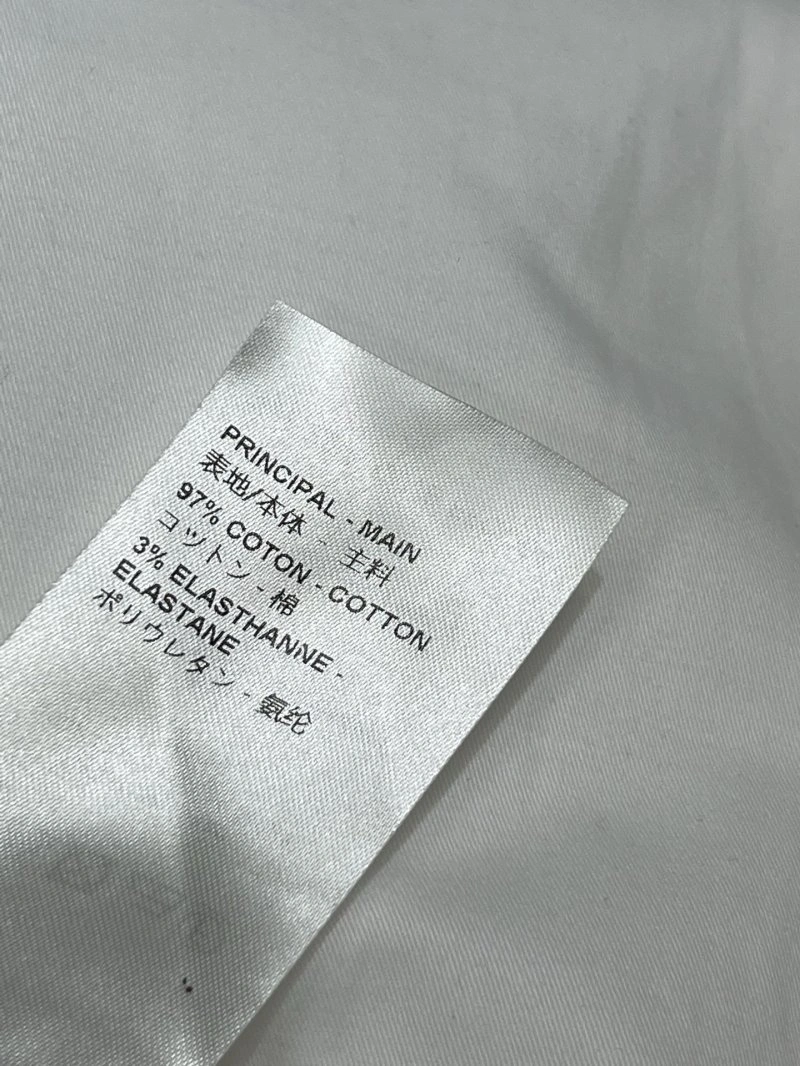 PRINCIPAL - MAIN
表地/本体 - 主料
97% COTON - COTTON
コットン - 棉
3% ELASTHANNE -
ELASTANE
ポリウレタン - 氨纶